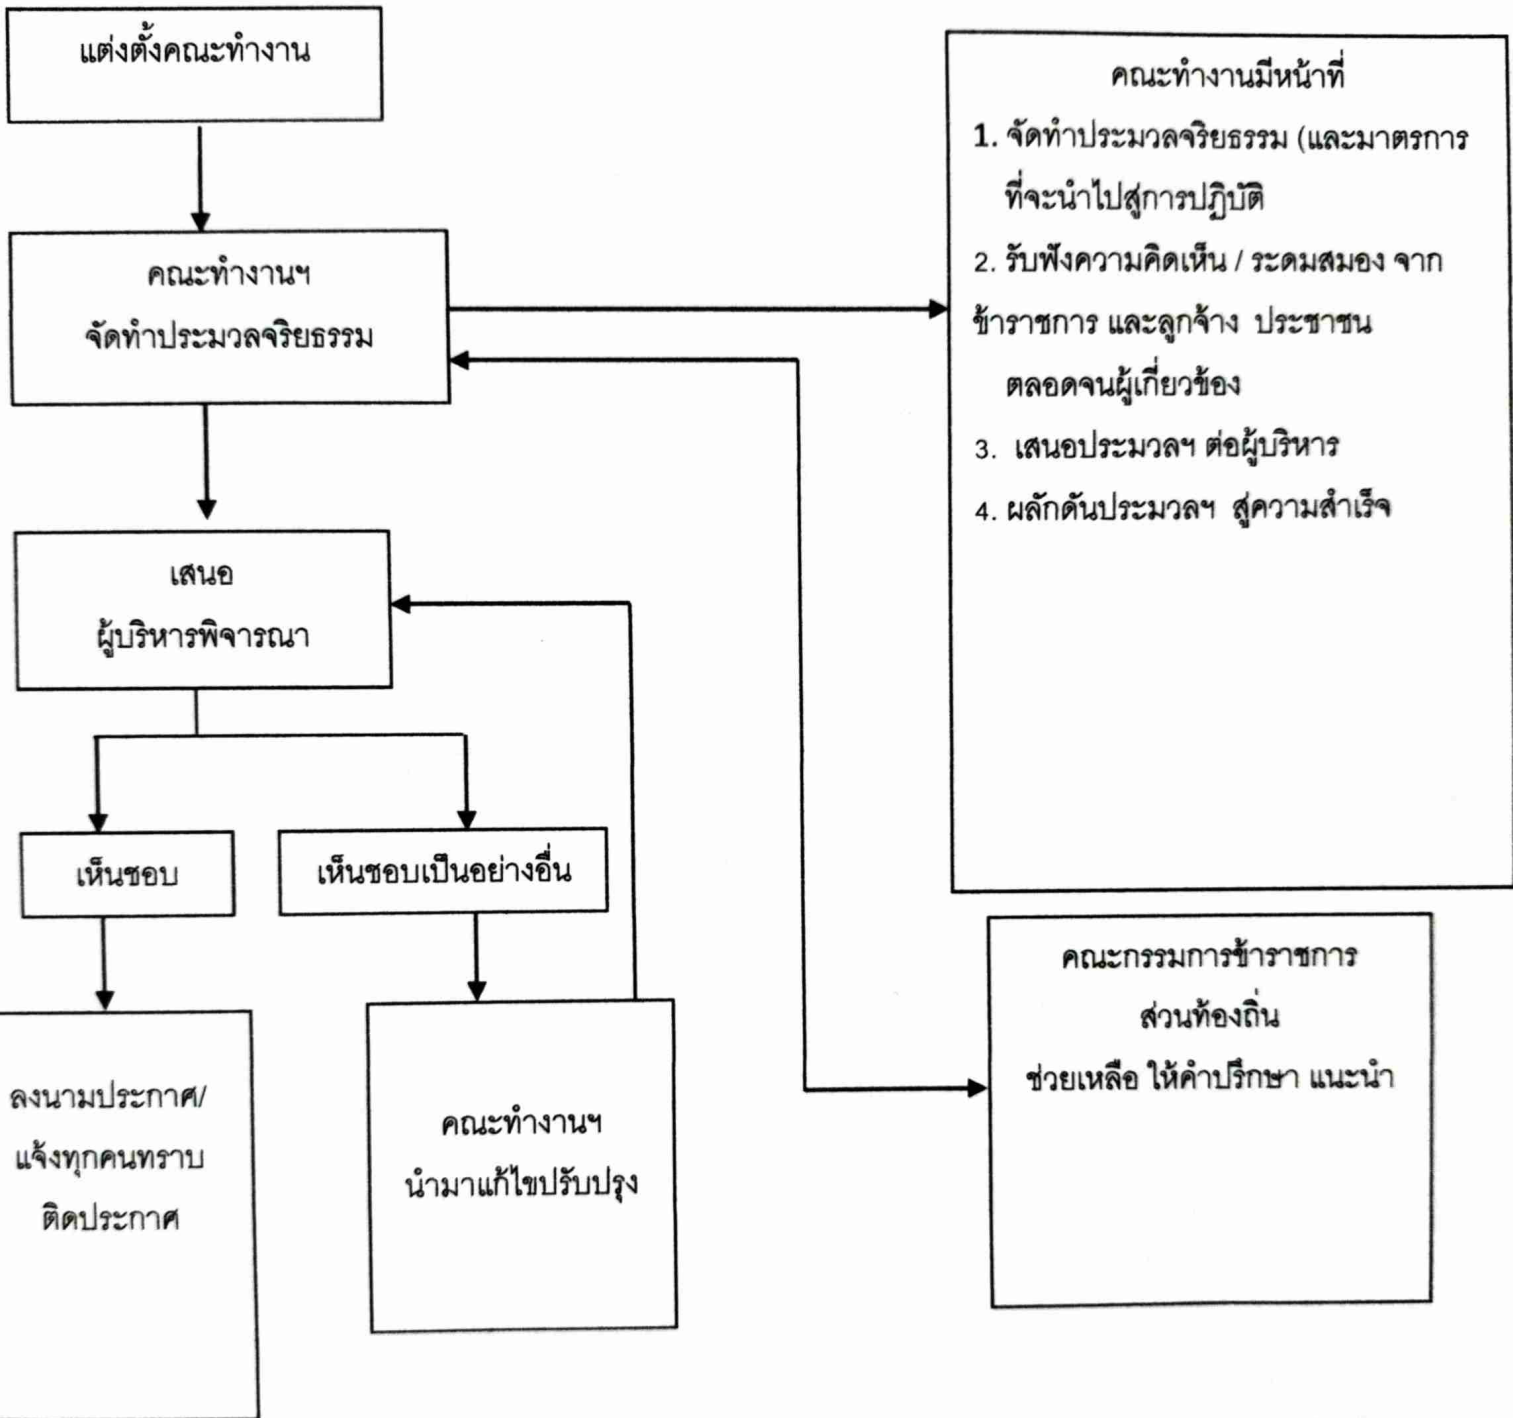 แต่งตั้งคณะทำงาน
คณะทำงานฯ
จัดทำประมวลจริยธรรม
คณะทำงานมีหน้าที่
1. จัดทำประมวลจริยธรรม (และมาตรการ
ที่จะนำไปสู่การปฏิบัติ
2. รับฟังความคิดเห็น / ระดมสมอง จาก
ข้าราชการ และลูกจ้าง ประชาชน
ตลอดจนผู้เกี่ยวข้อง
3. เสนอประมวลฯ ต่อผู้บริหาร
4. ผลักดันประมวลฯ สู่ความสำเร็จ
เสนอ
ผู้บริหารพิจารณา
เห็นชอบ
เห็นชอบเป็นอย่างอื่น
ลงนามประกาศ/
แจ้งทุกคนทราบ
ติดประกาศ
คณะทำงานฯ
นำมาแก้ไขปรับปรุง
คณะกรรมการข้าราชการ
ส่วนท้องถิ่น
ช่วยเหลือ ให้คำปรึกษา แนะนำ